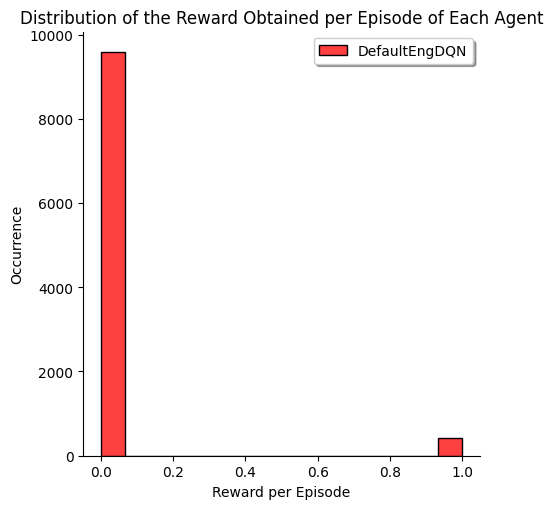 Distribution of the Reward Obtained per Episode of Each Agent
DefaultEngDQN
10000
8000
6000
4000
2000
0
Occurrence
0.0 0.2 0.4 0.6 0.8 1.0
Reward per Episode